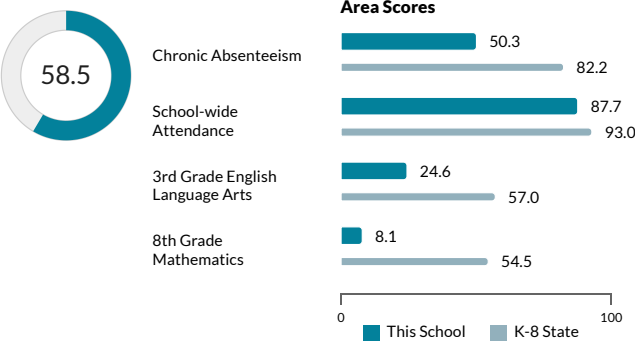 Area Scores
58.5
Chronic Absenteeism
50.3
82.2
School-wide
Attendance
87.7
93.0
3rd Grade English
Language Arts
24.6
57.0
8th Grade
Mathematics
8.1
54.5
0
100
This School
K-8 State